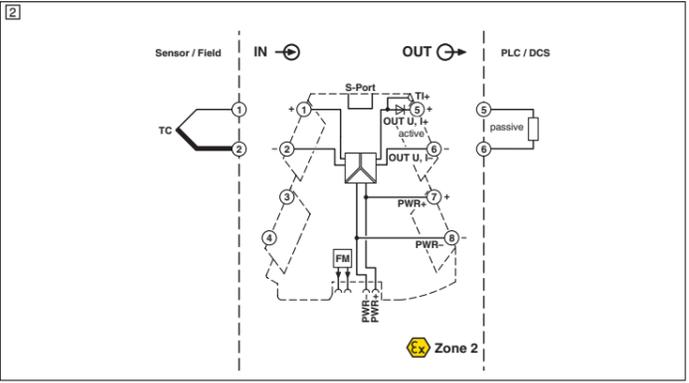 2
Sensor / Field
IN
OUT
PLC / DCS
S-Port
TI+
1
+ 1
5 +
5
OUT U, I+
TC
active
passive
2
− 2
6 −
6
OUT U, I−
3
7 +
PWR+
4
8 −
PWR−
FM
PWR−
PWR+
Ex Zone 2